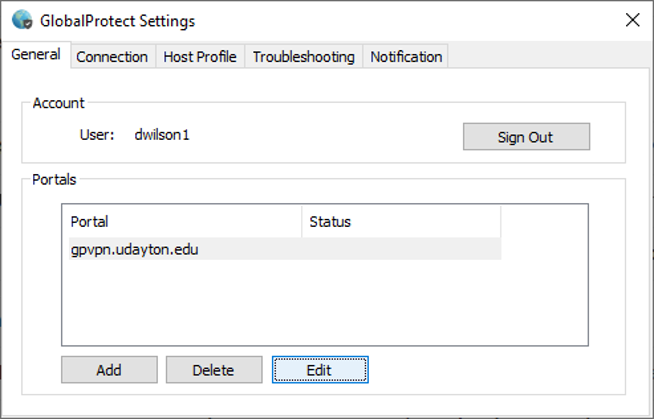 GlobalProtect Settings
General Connection Host Profile Troubleshooting Notification
Account
User: dwilson1 Sign Out
Portals
Portal Status
gpvpn.udayton.edu
Add Delete Edit